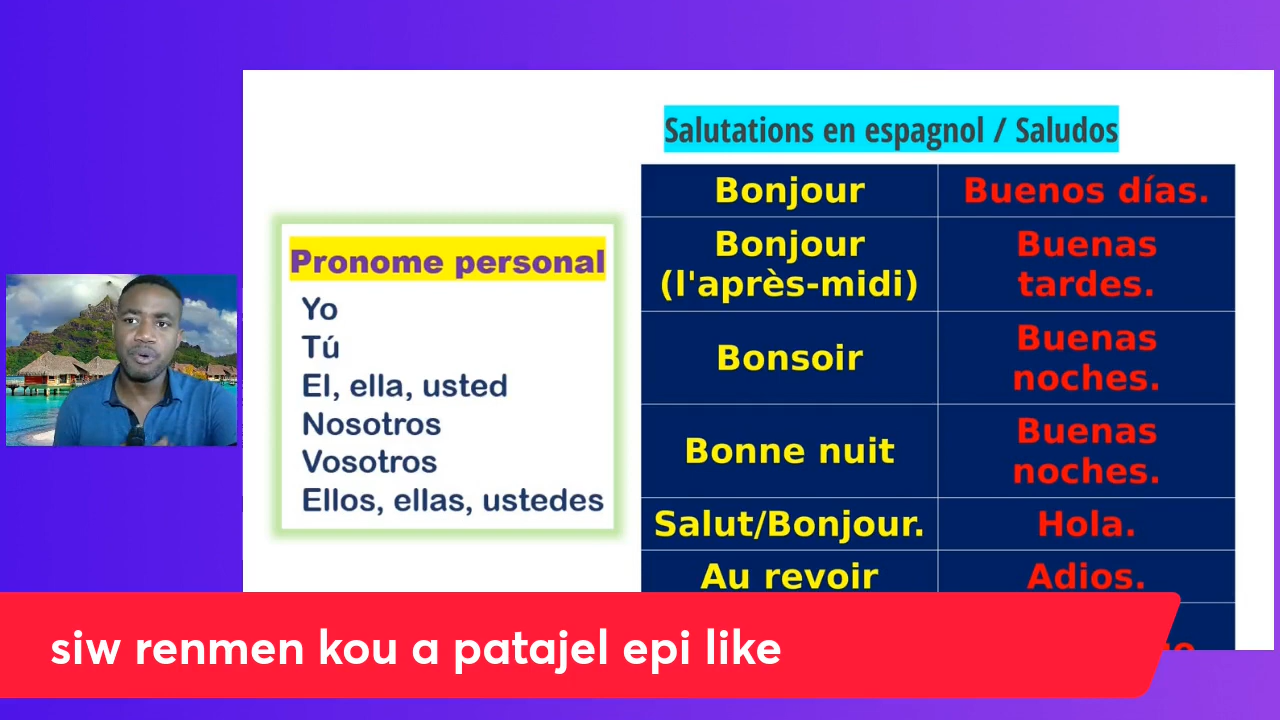 Salutations en espagnol / Saludos
Pronome personal
Yo
Tú
El, ella, usted
Nosotros
Vosotros
Ellos, ellas, ustedes
Bonjour
Buenos días.
Bonjour
(l'après-midi)
Buenas
tardes.
Bonsoir
Buenas
noches.
Bonne nuit
Buenas
noches.
Salut/Bonjour.
Hola.
Au revoir
Adios.
siw renmen kou a patajel epi like